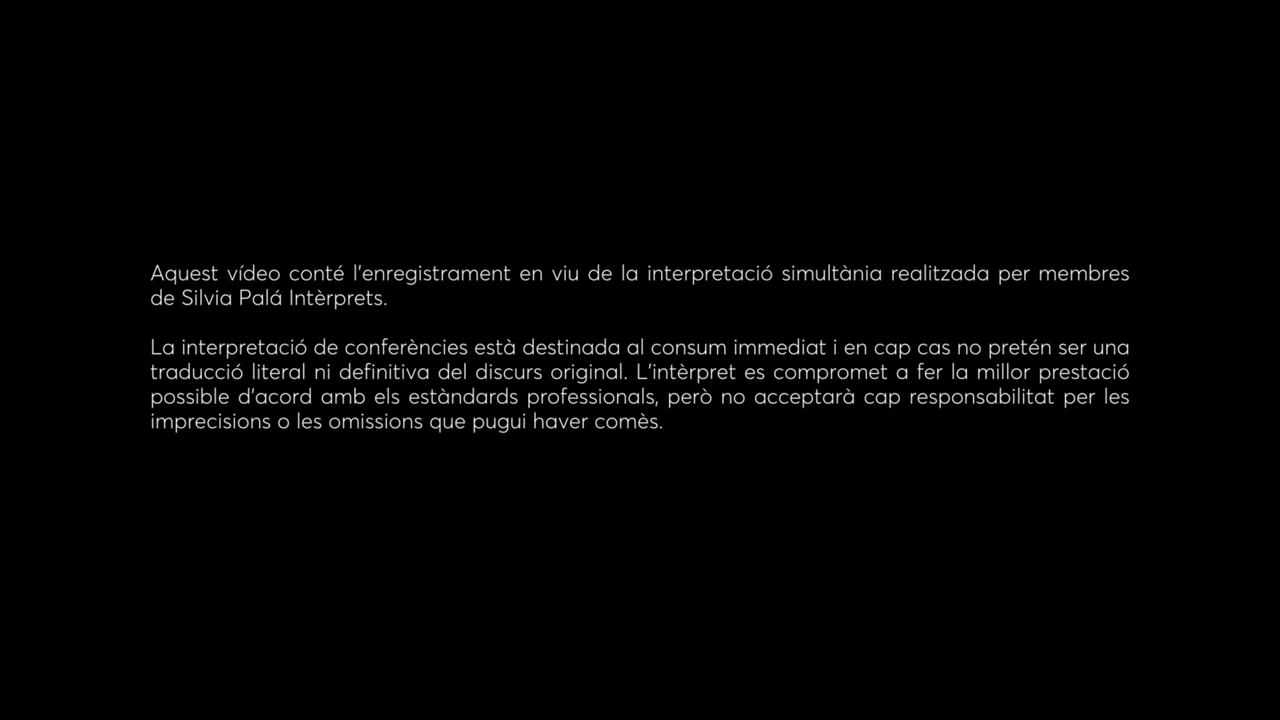 Aquest vídeo conté l’enregistrament en viu de la interpretació simultània realitzada per membres
de Silvia Palá Intèrprets.
La interpretació de conferències està destinada al consum immediat i en cap cas no pretén ser una
traducció literal ni definitiva del discurs original. L’intèrpret es compromet a fer la millor prestació
possible d’acord amb els estàndards professionals, però no acceptarà cap responsabilitat per les
imprecisions o les omissions que pugui haver comès.